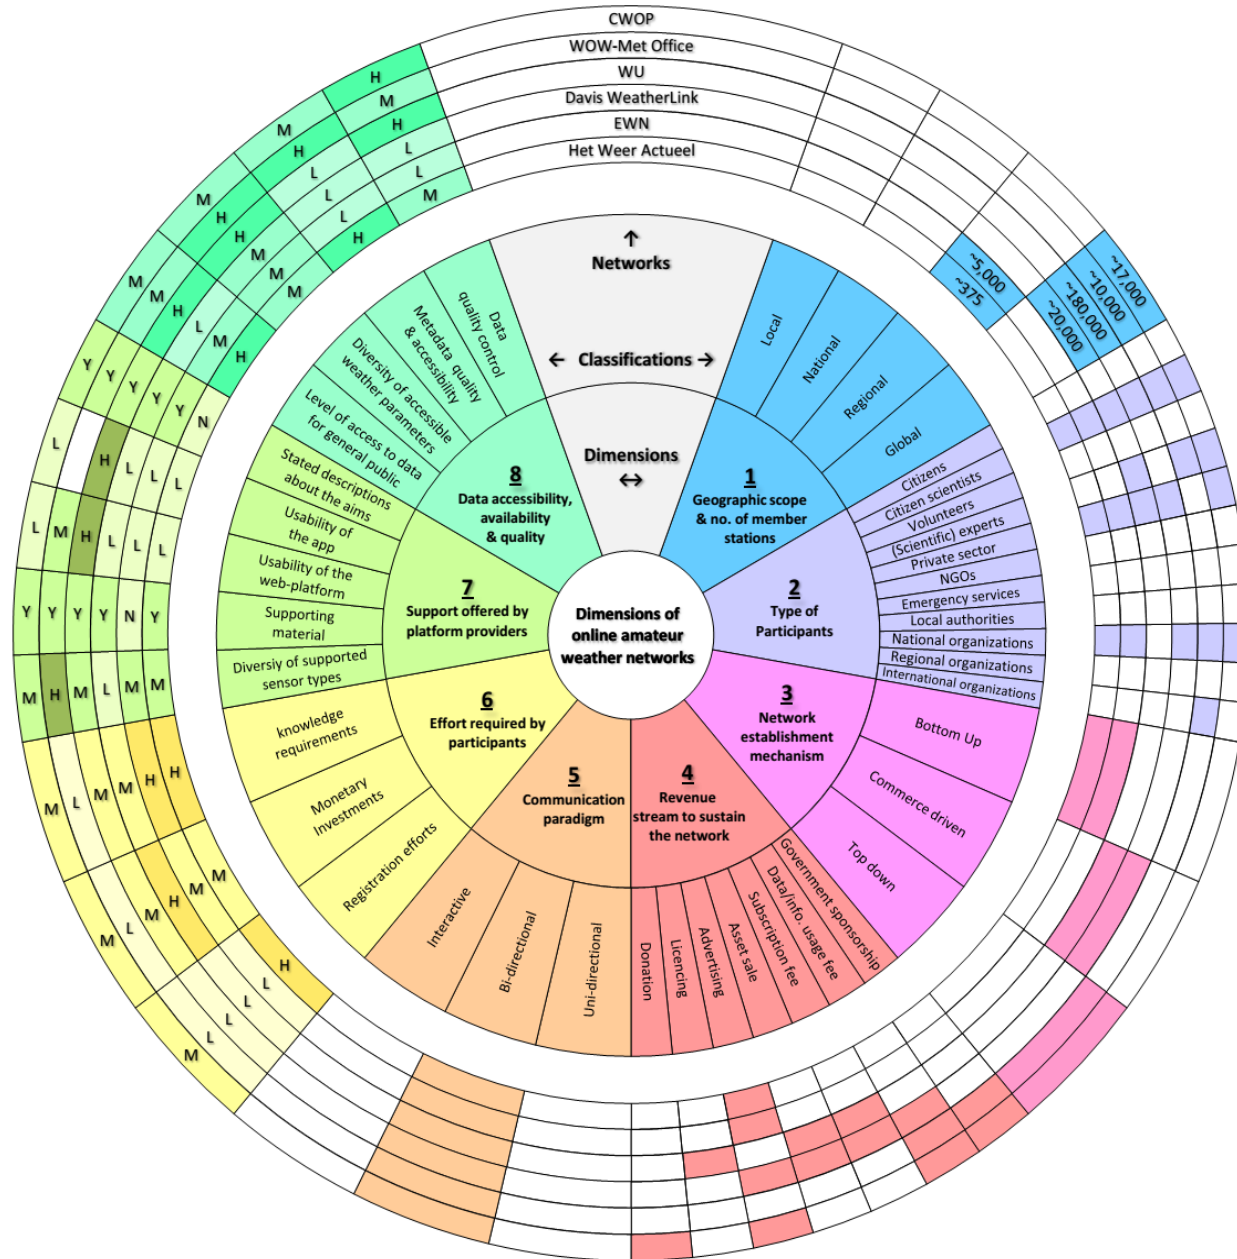 CWOP
WOW-Met Office
WU
Davis WeatherLink
EWN
Het Weer Actueel
↑
Networks
← Classifications →
Dimensions
↔
Dimensions of
online amateur
weather networks
1
Geographic scope
& no. of member
stations
Local
National
Regional
Global
~5,000
~375
~17,000
~10,000
~180,000
~20,000
2
Type of
Participants
Citizens
Citizen scientists
Volunteers
(Scientific) experts
Private sector
NGOs
Emergency services
Local authorities
National organizations
Regional organizations
International organizations
3
Network
establishment
mechanism
Bottom Up
Commerce driven
Top down
4
Revenue
stream to sustain
the network
Government sponsorship
Data/info. usage fee
Subscription fee
Asset sale
Advertising
Licencing
Donation
5
Communication
paradigm
Uni-directional
Bi-directional
Interactive
6
Effort required by
participants
Registration efforts
Monetary
Investments
knowledge
requirements
M L L L L H
M L M H M M
M L M M H H
7
Support offered by
platform providers
Diversiy of supported
sensor types
Supporting
material
Usability of the
web-platform
Usability of
the app
Stated descriptions
about the aims
M H M L M M
Y Y Y Y N Y
L M H L L L
L H L L L
Y Y Y Y Y N
8
Data accessibility,
availability
& quality
Level of access to data
for general public
Diversity of accessible
weather parameters
Metadata quality
& accessibility
Data
quality control
M M H L M H
M H H M M M
M H L L L H
H M H L L M